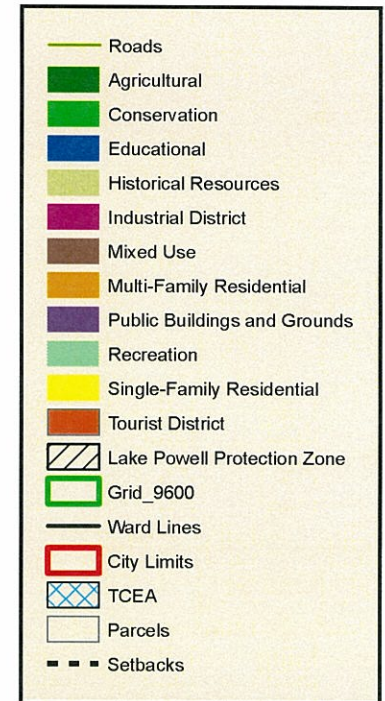 Roads
Agricultural
Conservation
Educational
Historical Resources
Industrial District
Mixed Use
Multi-Family Residential
Public Buildings and Grounds
Recreation
Single-Family Residential
Tourist District
Lake Powell Protection Zone
Grid_9600
Ward Lines
City Limits
TCEA
Parcels
Setbacks